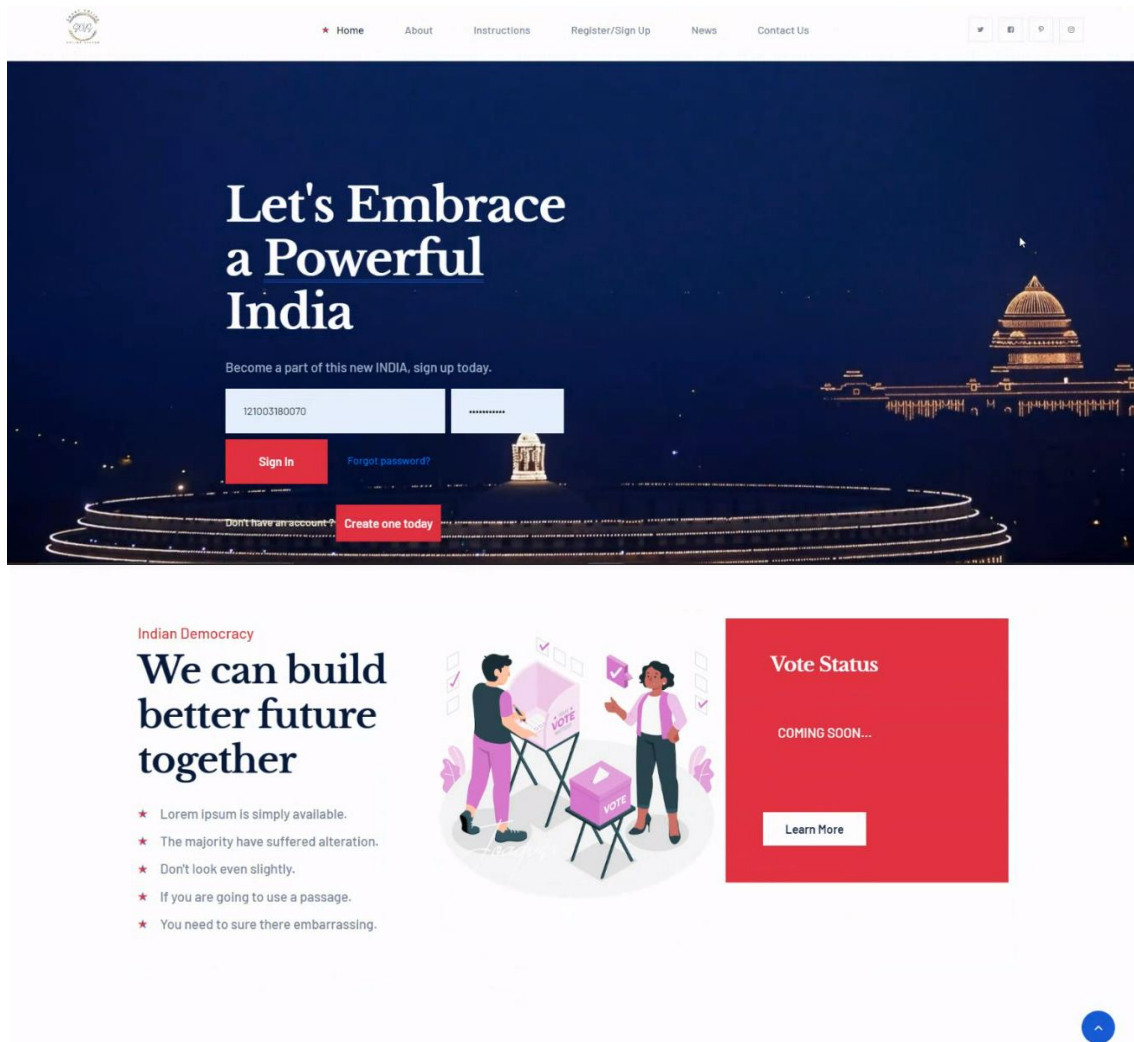 Home About Instructions Register/Sign Up News Contact Us
Let's Embrace
a Powerful
India
Become a part of this new INDIA, sign up today.
121003180070 •••••••••••
Sign In Forgot password?
Don't have an account ? Create one today
Indian Democracy
We can build
better future
together
Lorem Ipsum is simply available.
The majority have suffered alteration.
Don't look even slightly.
If you are going to use a passage.
You need to sure there embarrassing.
VOTE
VOTE
Vote Status
COMING SOON...
Learn More